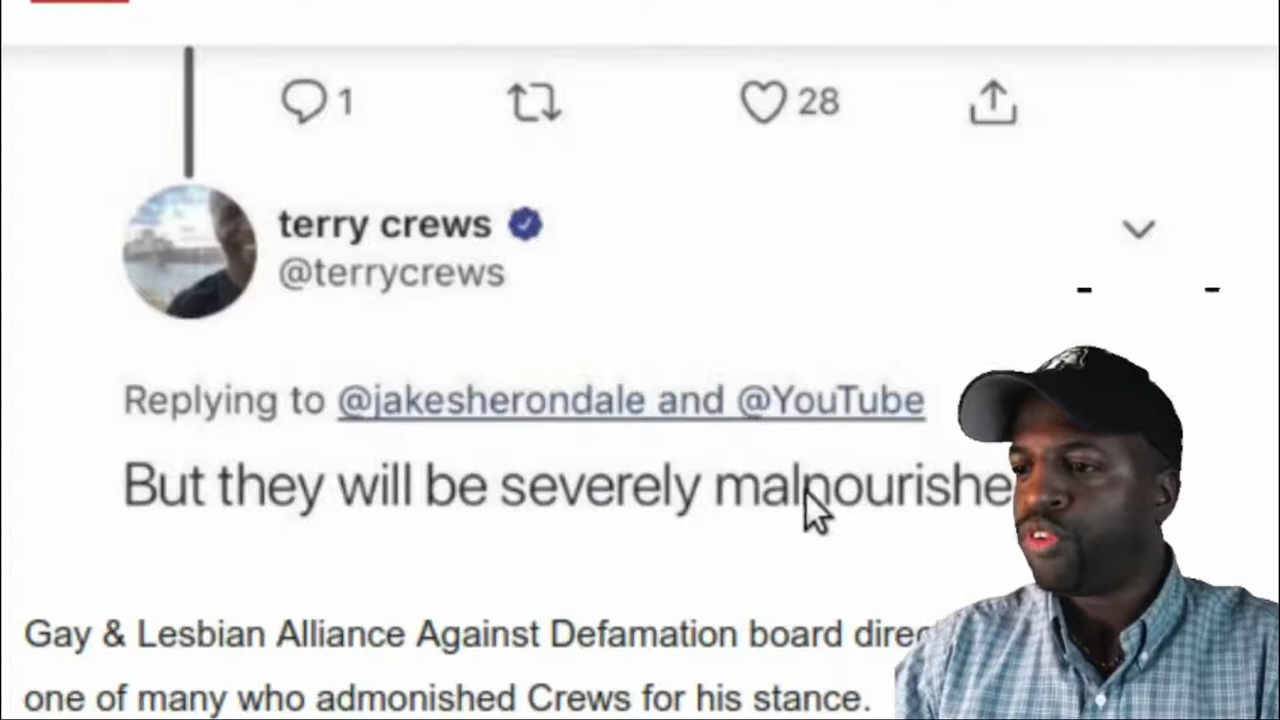 1 28
terry crews
@terrycrews
Replying to @jakesherondale and @YouTube
But they will be severely malnourishe
Gay & Lesbian Alliance Against Defamation board direc
one of many who admonished Crews for his stance.